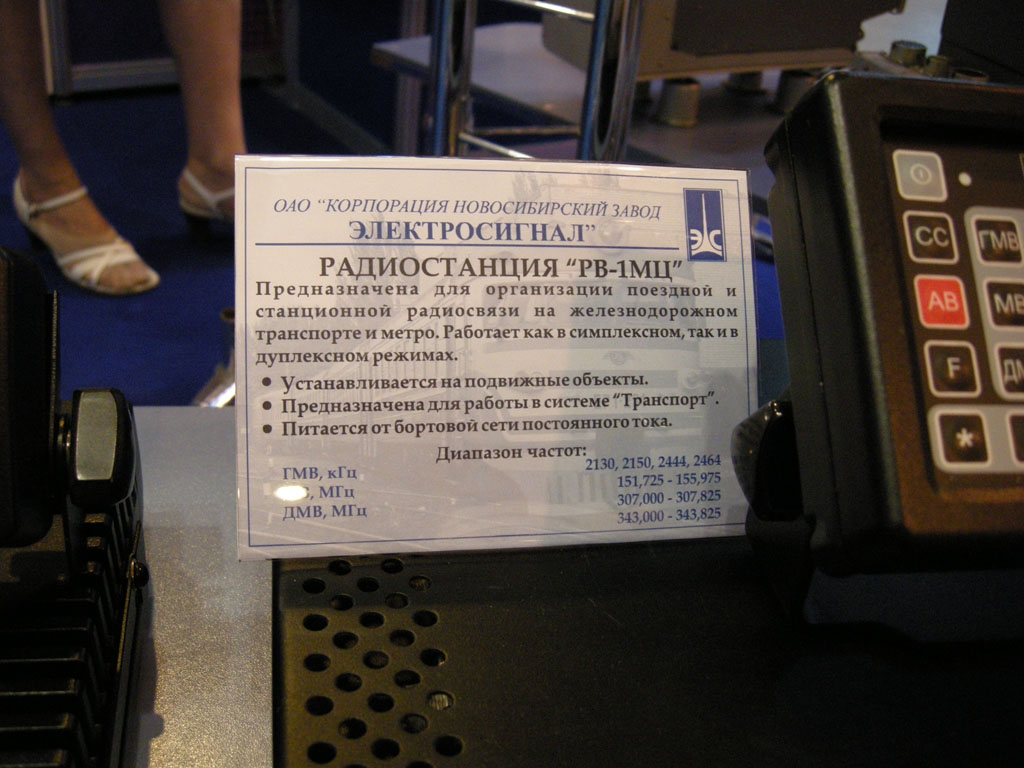 ОАО “КОРПОРАЦИЯ НОВОСИБИРСКИЙ ЗАВОД
ЭЛЕКТРОСИГНАЛ”
ЭС
РАДИОСТАНЦИЯ “РВ-1МЦ”
Предназначена для организации поездной и
станционной радиосвязи на железнодорожном
транспорте и метро. Работает как в симплексном, так и в
дуплексном режимах.
• Устанавливается на подвижные объекты.
• Предназначена для работы в системе “Транспорт”.
• Питается от бортовой сети постоянного тока.
Диапазон частот:
ГМВ, кГц 2130, 2150, 2444, 2464
, МГц 151,725 - 155,975
ДМВ, МГц 307,000 - 307,825
343,000 - 343,825
СС ГМВ
АВ МВ
F
*